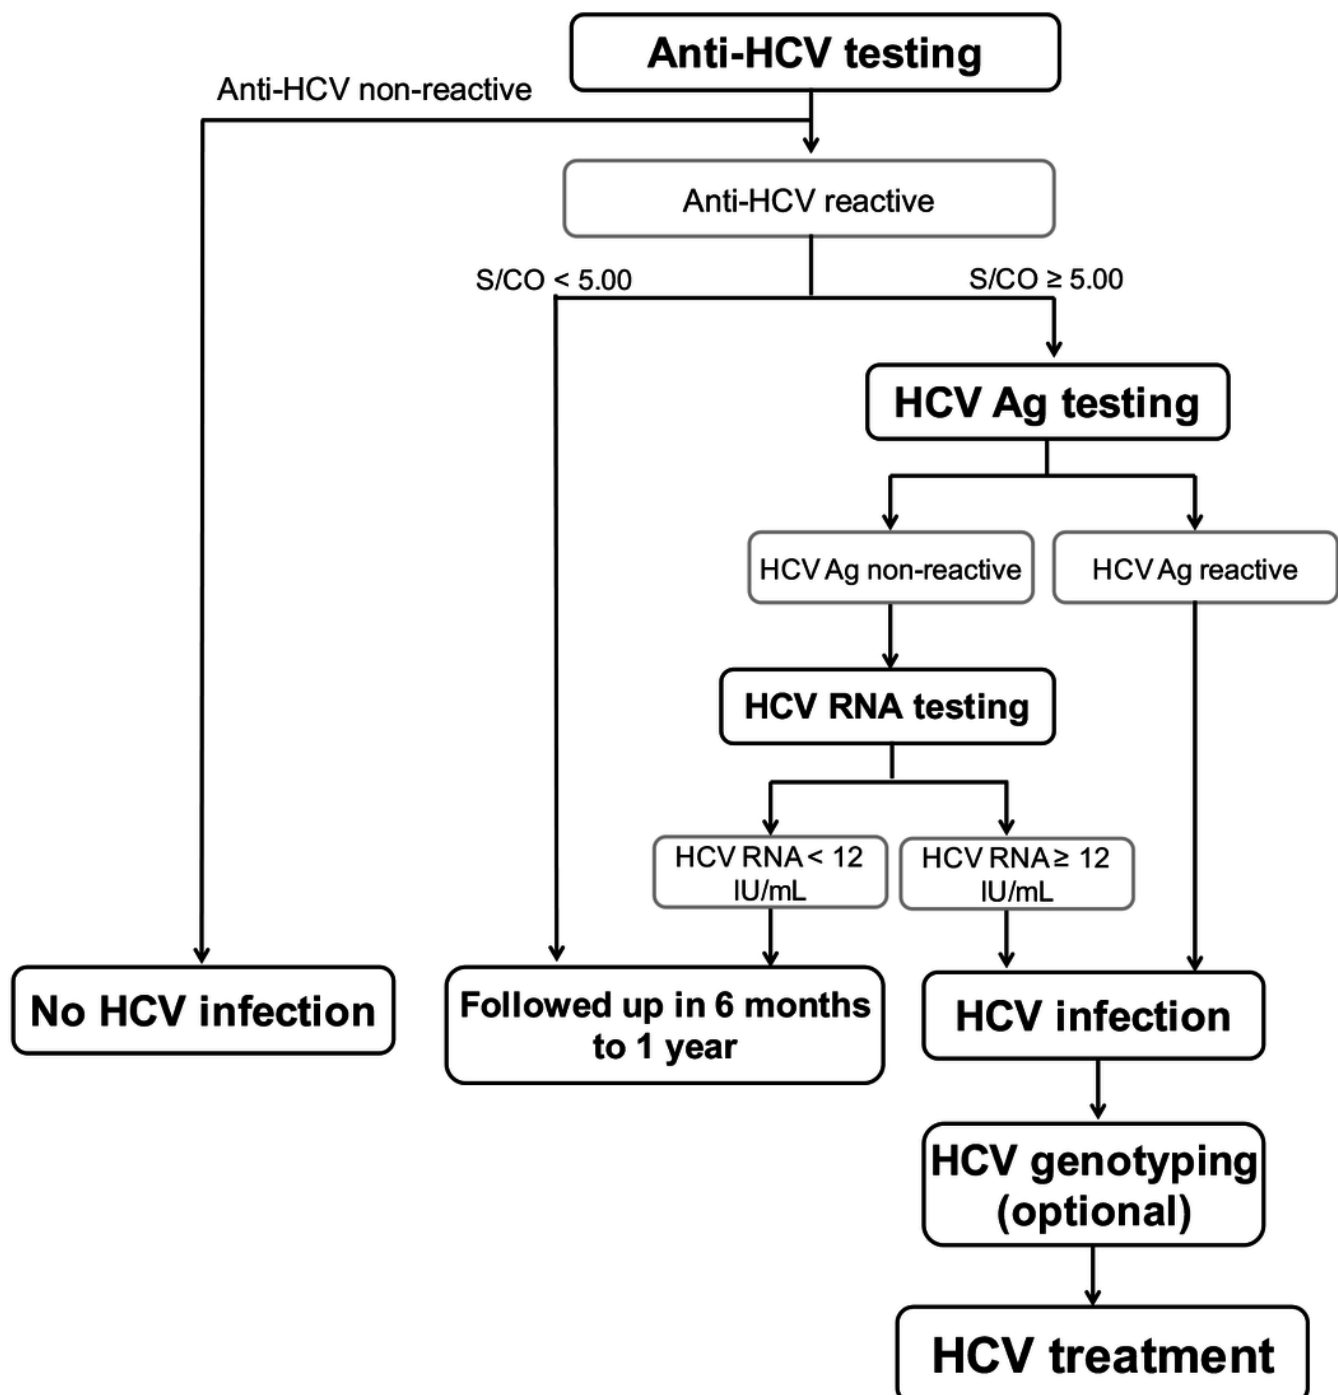 Anti-HCV testing
Anti-HCV non-reactive
Anti-HCV reactive
S/CO < 5.00
S/CO ≥ 5.00
HCV Ag testing
HCV Ag non-reactive
HCV Ag reactive
HCV RNA testing
HCV RNA < 12
IU/mL
HCV RNA ≥ 12
IU/mL
No HCV infection
Followed up in 6 months
to 1 year
HCV infection
HCV genotyping
(optional)
HCV treatment